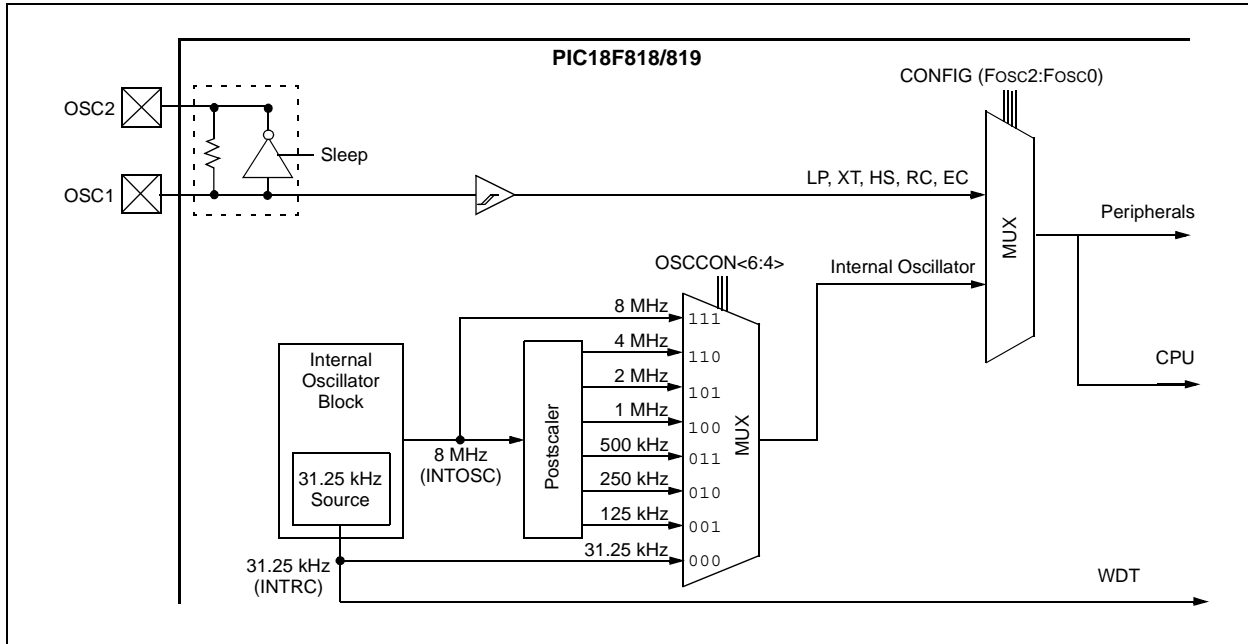 PIC18F818/819
CONFIG (FOSC2:FOSC0)
OSC2
Sleep
OSC1
LP, XT, HS, RC, EC
Peripherals
MUX
OSCCON<6:4>
Internal Oscillator
8 MHz
111
Internal
Oscillator
Block
4 MHz
110
CPU
2 MHz
101
1 MHz
100
MUX
Postscaler
8 MHz
(INTOSC)
500 kHz
011
31.25 kHz
Source
250 kHz
010
125 kHz
001
31.25 kHz
000
31.25 kHz
(INTRC)
WDT